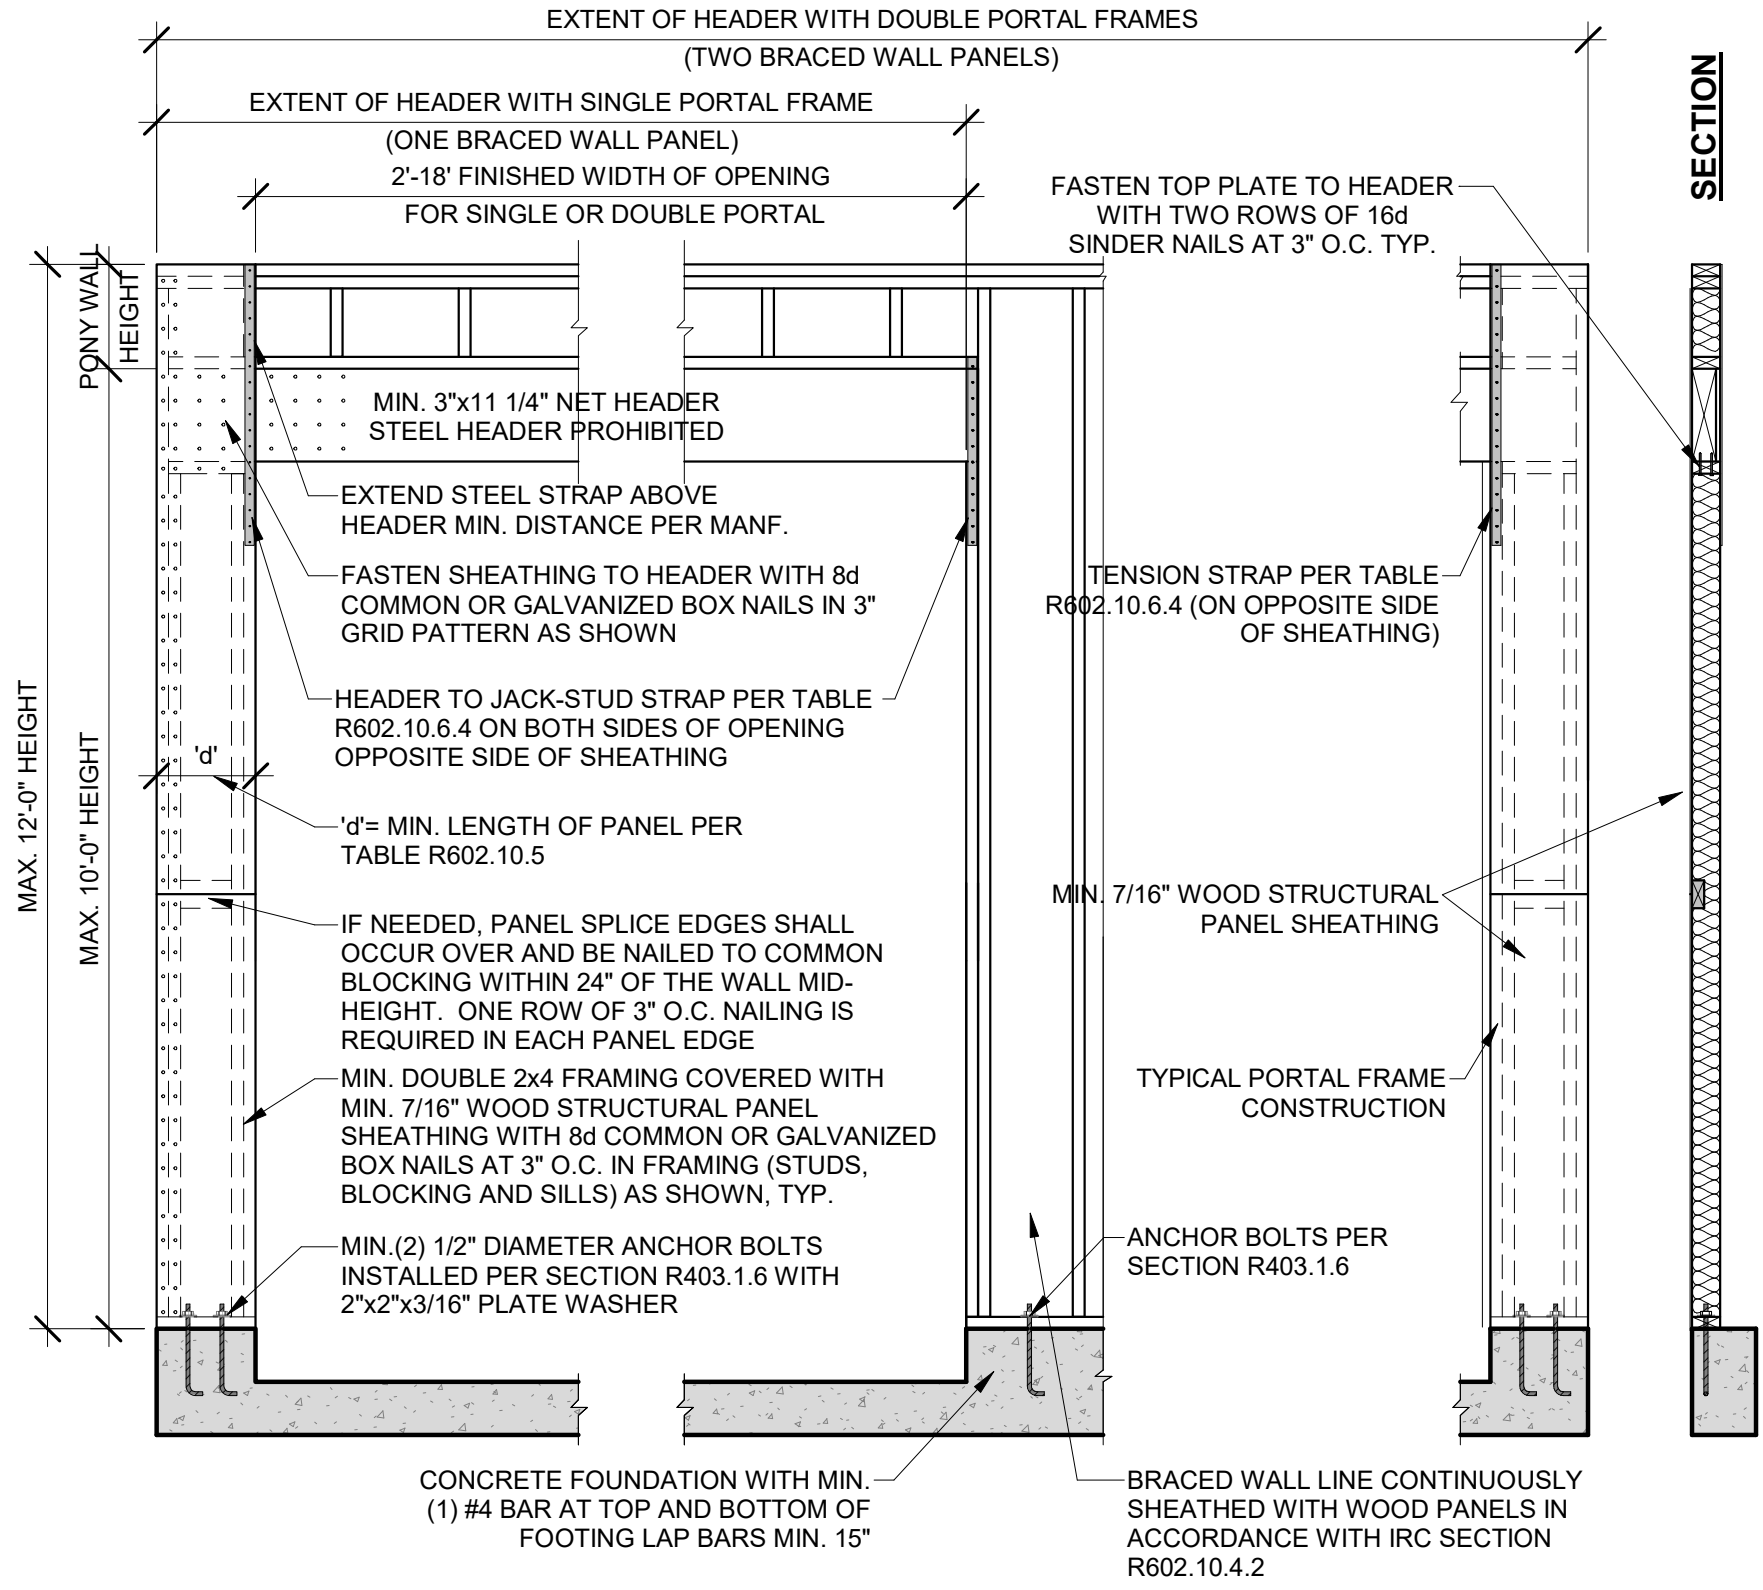 EXTENT OF HEADER WITH DOUBLE PORTAL FRAMES
(TWO BRACED WALL PANELS)
EXTENT OF HEADER WITH SINGLE PORTAL FRAME
(ONE BRACED WALL PANEL)
2'-18' FINISHED WIDTH OF OPENING
FOR SINGLE OR DOUBLE PORTAL
FASTEN TOP PLATE TO HEADER
WITH TWO ROWS OF 16d
SINDER NAILS AT 3" O.C. TYP.
SECTION
PONY WALL
HEIGHT
MIN. 3"x11 1/4" NET HEADER
STEEL HEADER PROHIBITED
EXTEND STEEL STRAP ABOVE
HEADER MIN. DISTANCE PER MANF.
FASTEN SHEATHING TO HEADER WITH 8d
COMMON OR GALVANIZED BOX NAILS IN 3"
GRID PATTERN AS SHOWN
TENSION STRAP PER TABLE
R602.10.6.4 (ON OPPOSITE SIDE
OF SHEATHING)
HEADER TO JACK-STUD STRAP PER TABLE
R602.10.6.4 ON BOTH SIDES OF OPENING
OPPOSITE SIDE OF SHEATHING
MAX. 12'-0" HEIGHT
MAX. 10'-0" HEIGHT
'd'
'd'= MIN. LENGTH OF PANEL PER
TABLE R602.10.5
MIN. 7/16" WOOD STRUCTURAL
PANEL SHEATHING
IF NEEDED, PANEL SPLICE EDGES SHALL
OCCUR OVER AND BE NAILED TO COMMON
BLOCKING WITHIN 24" OF THE WALL MID-
HEIGHT.  ONE ROW OF 3" O.C. NAILING IS
REQUIRED IN EACH PANEL EDGE
MIN. DOUBLE 2x4 FRAMING COVERED WITH
MIN. 7/16" WOOD STRUCTURAL PANEL
SHEATHING WITH 8d COMMON OR GALVANIZED
BOX NAILS AT 3" O.C. IN FRAMING (STUDS,
BLOCKING AND SILLS) AS SHOWN, TYP.
TYPICAL PORTAL FRAME
CONSTRUCTION
MIN.(2) 1/2" DIAMETER ANCHOR BOLTS
INSTALLED PER SECTION R403.1.6 WITH
2"x2"x3/16" PLATE WASHER
ANCHOR BOLTS PER
SECTION R403.1.6
CONCRETE FOUNDATION WITH MIN.
(1) #4 BAR AT TOP AND BOTTOM OF
FOOTING LAP BARS MIN. 15"
BRACED WALL LINE CONTINUOUSLY
SHEATHED WITH WOOD PANELS IN
ACCORDANCE WITH IRC SECTION
R602.10.4.2